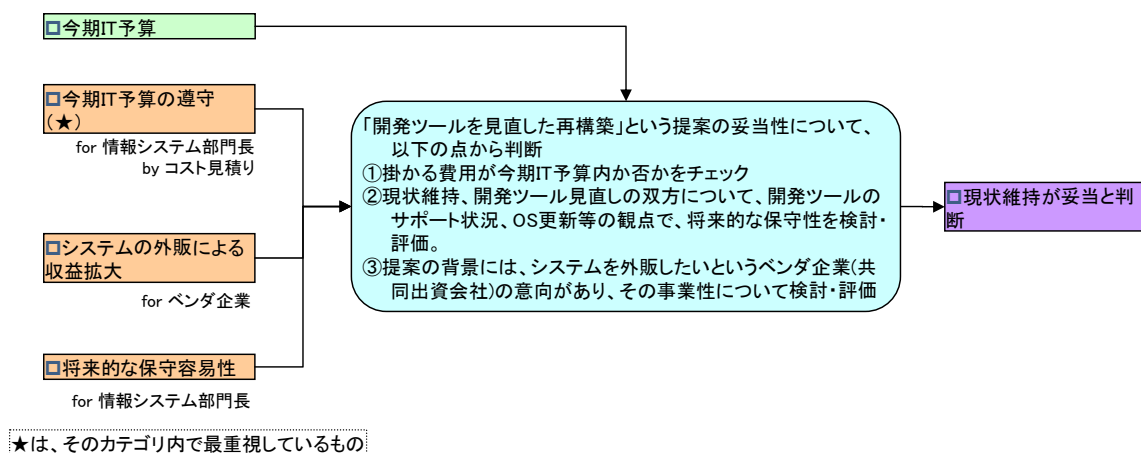 □今期IT予算
□今期IT予算の遵守
(★)
for 情報システム部門長
by コスト見積り
□システムの外販による
収益拡大
for ベンダ企業
□将来的な保守容易性
for 情報システム部門長
「開発ツールを見直した再構築」という提案の妥当性について、
以下の点から判断
①掛かる費用が今期IT予算内か否かをチェック
②現状維持、開発ツール見直しの双方について、開発ツールの
サポート状況、OS更新等の観点で、将来的な保守性を検討・
評価。
③提案の背景には、システムを外販したいというベンダ企業(共
同出資会社)の意向があり、その事業性について検討・評価
□現状維持が妥当と判
断
★は、そのカテゴリ内で最重視しているもの